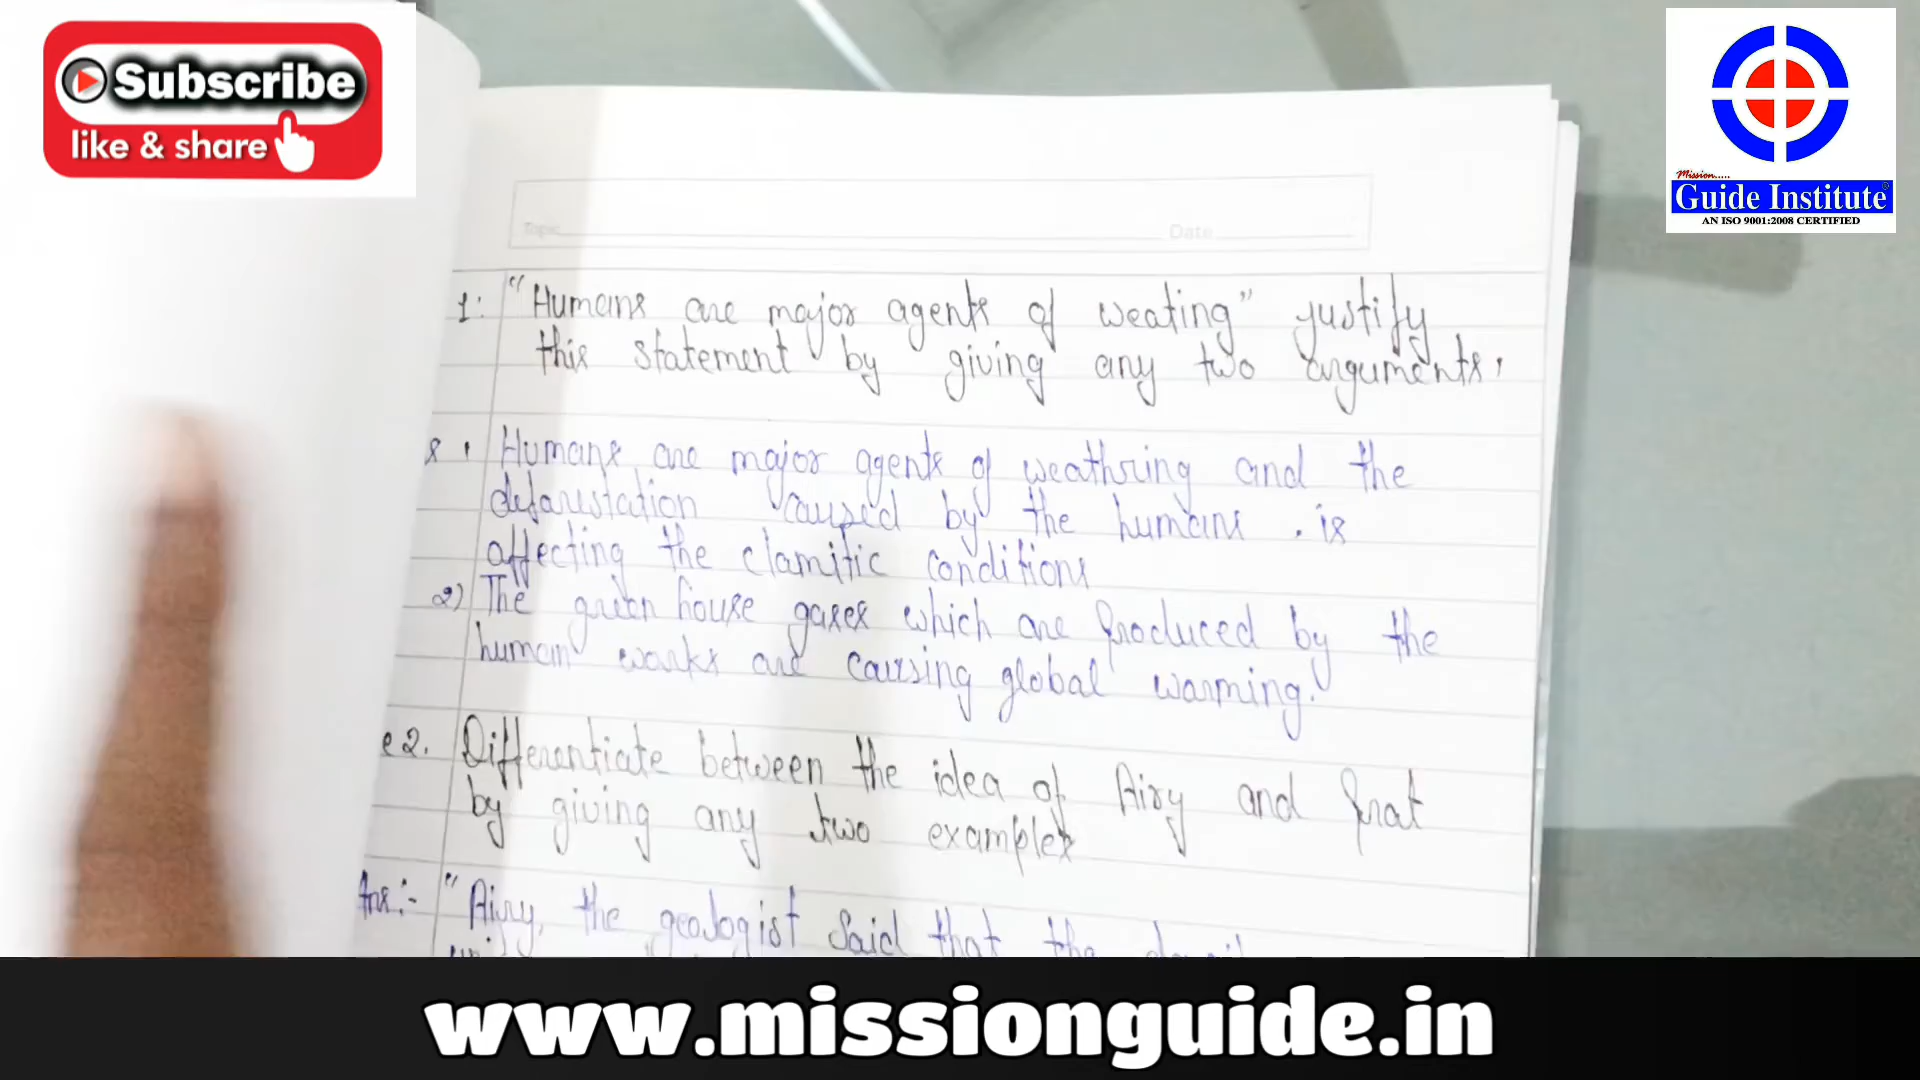 Subscribe
like & share
Mission.....
Guide Institute
AN ISO 9001:2008 CERTIFIED
Topic
Date
1: "Humans are major agents of weating" justify
this statement by giving any two arguments.
Humans are major agents of weathring and the
caused by the humans . is
affecting the clamitic conditions
2) The green house gases which are produced by the
human works are causing global warming.
e 2. Differentiate between the idea of Airy and prat
by giving any two examples
Ans:- "Airy, the geologist said that the
www.missionguide.in